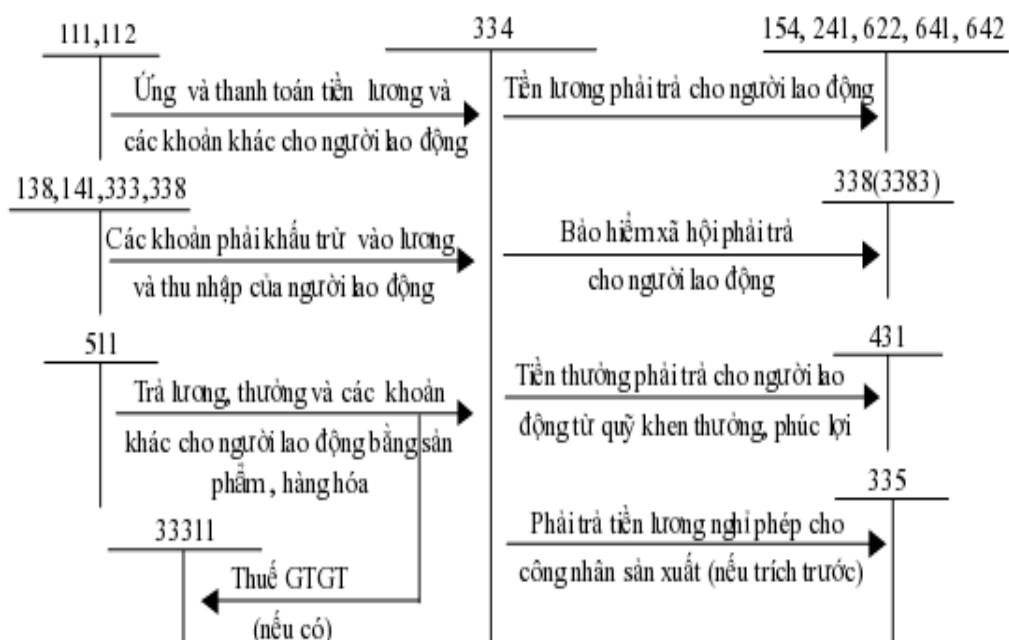 111,112
334
154, 241, 622, 641, 642
Ứng và thanh toán tiền lương và
các khoản khác cho người lao động
Tiền lương phải trả cho người lao động
138,141,333,338
338(3383)
Các khoản phải khấu trừ vào lương
và thu nhập của người lao động
Bảo hiểm xã hội phải trả
cho người lao động
511
431
Trả lương, thưởng và các khoản
khác cho người lao động bằng sản
phẩm , hàng hóa
Tiền thưởng phải trả cho người lao
động từ quỹ khen thưởng, phúc lợi
335
33311
Phải trả tiền lương nghỉ phép cho
công nhân sản xuất (nếu trích trước)
Thuế GTGT
(nếu có)